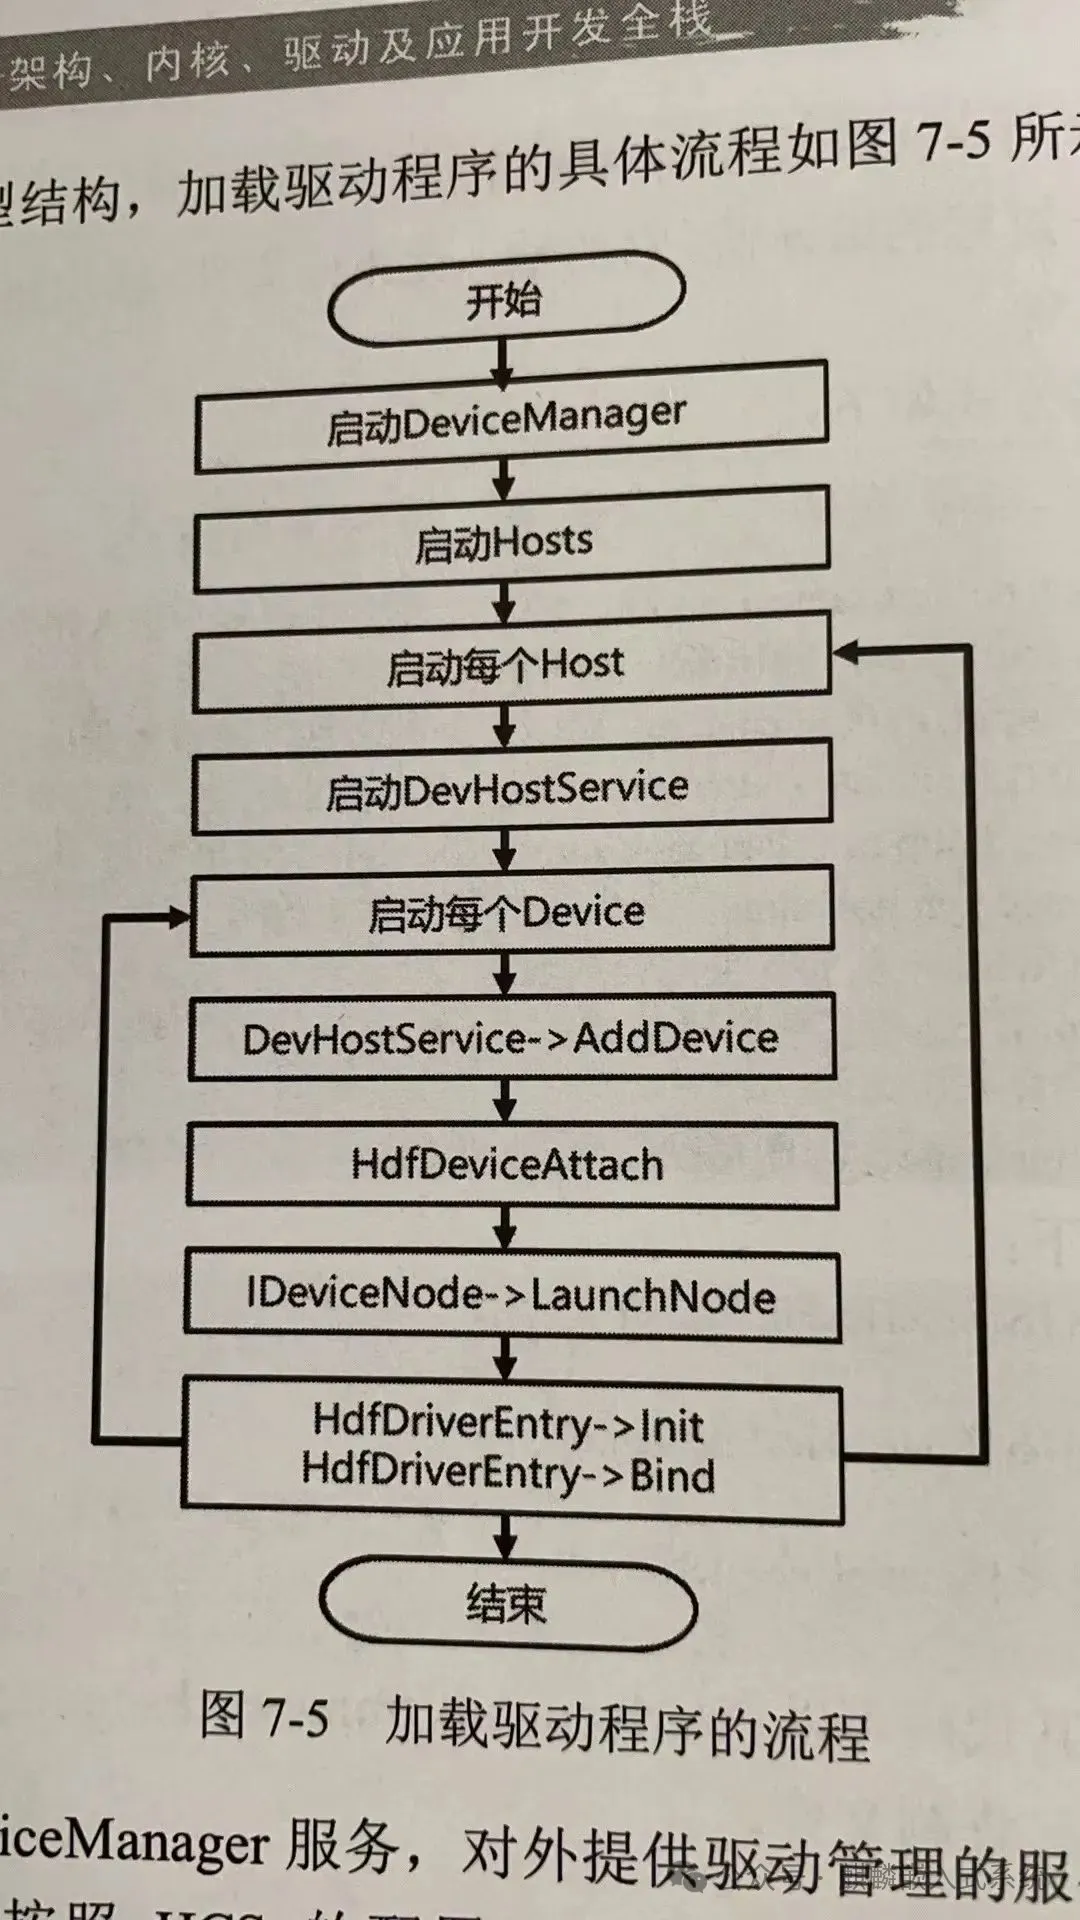 架构、内核、驱动及应用开发全栈
型结构，加载驱动程序的具体流程如图 7-5 所示
开始
启动DeviceManager
启动Hosts
启动每个Host
启动DevHostService
启动每个Device
DevHostService->AddDevice
HdfDeviceAttach
IDeviceNode->LaunchNode
HdfDriverEntry->Init
HdfDriverEntry->Bind
结束
图 7-5 加载驱动程序的流程
iceManager 服务，对外提供驱动管理的服
按照